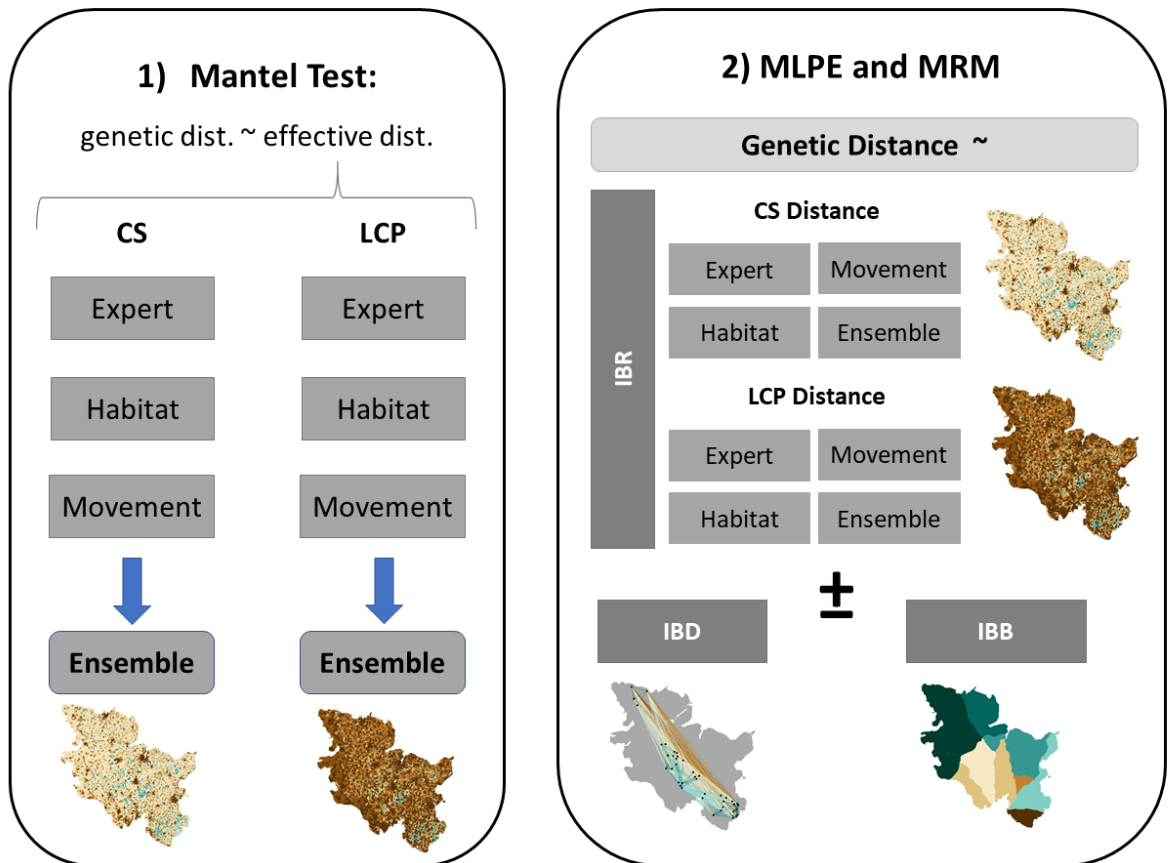 1) Mantel Test:
genetic dist. ~ effective dist.
CS
LCP
Expert
Expert
Habitat
Habitat
Movement
Movement
Ensemble
Ensemble
2) MLPE and MRM
Genetic Distance ~
IBR
CS Distance
Expert
Movement
Habitat
Ensemble
LCP Distance
Expert
Movement
Habitat
Ensemble
±
IBD
IBB